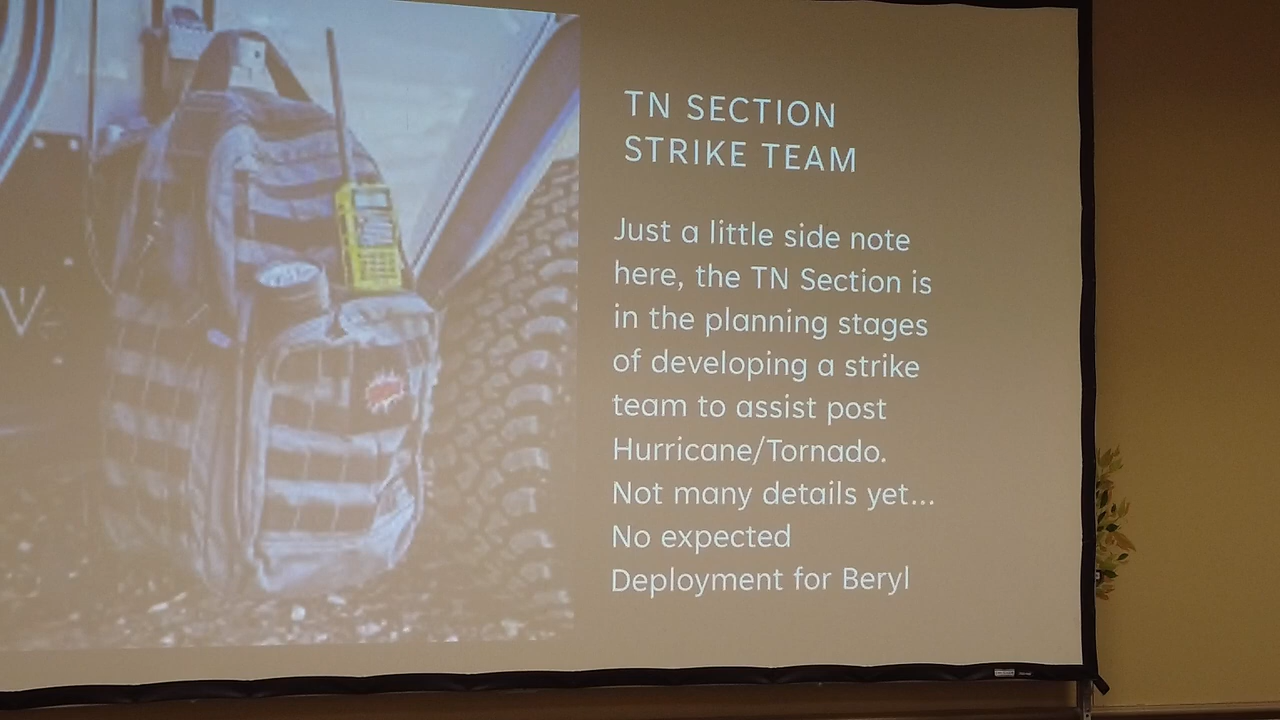 TN SECTION
STRIKE TEAM
Just a little side note
here, the TN Section is
in the planning stages
of developing a strike
team to assist post
Hurricane/Tornado.
Not many details yet...
No expected
Deployment for Beryl